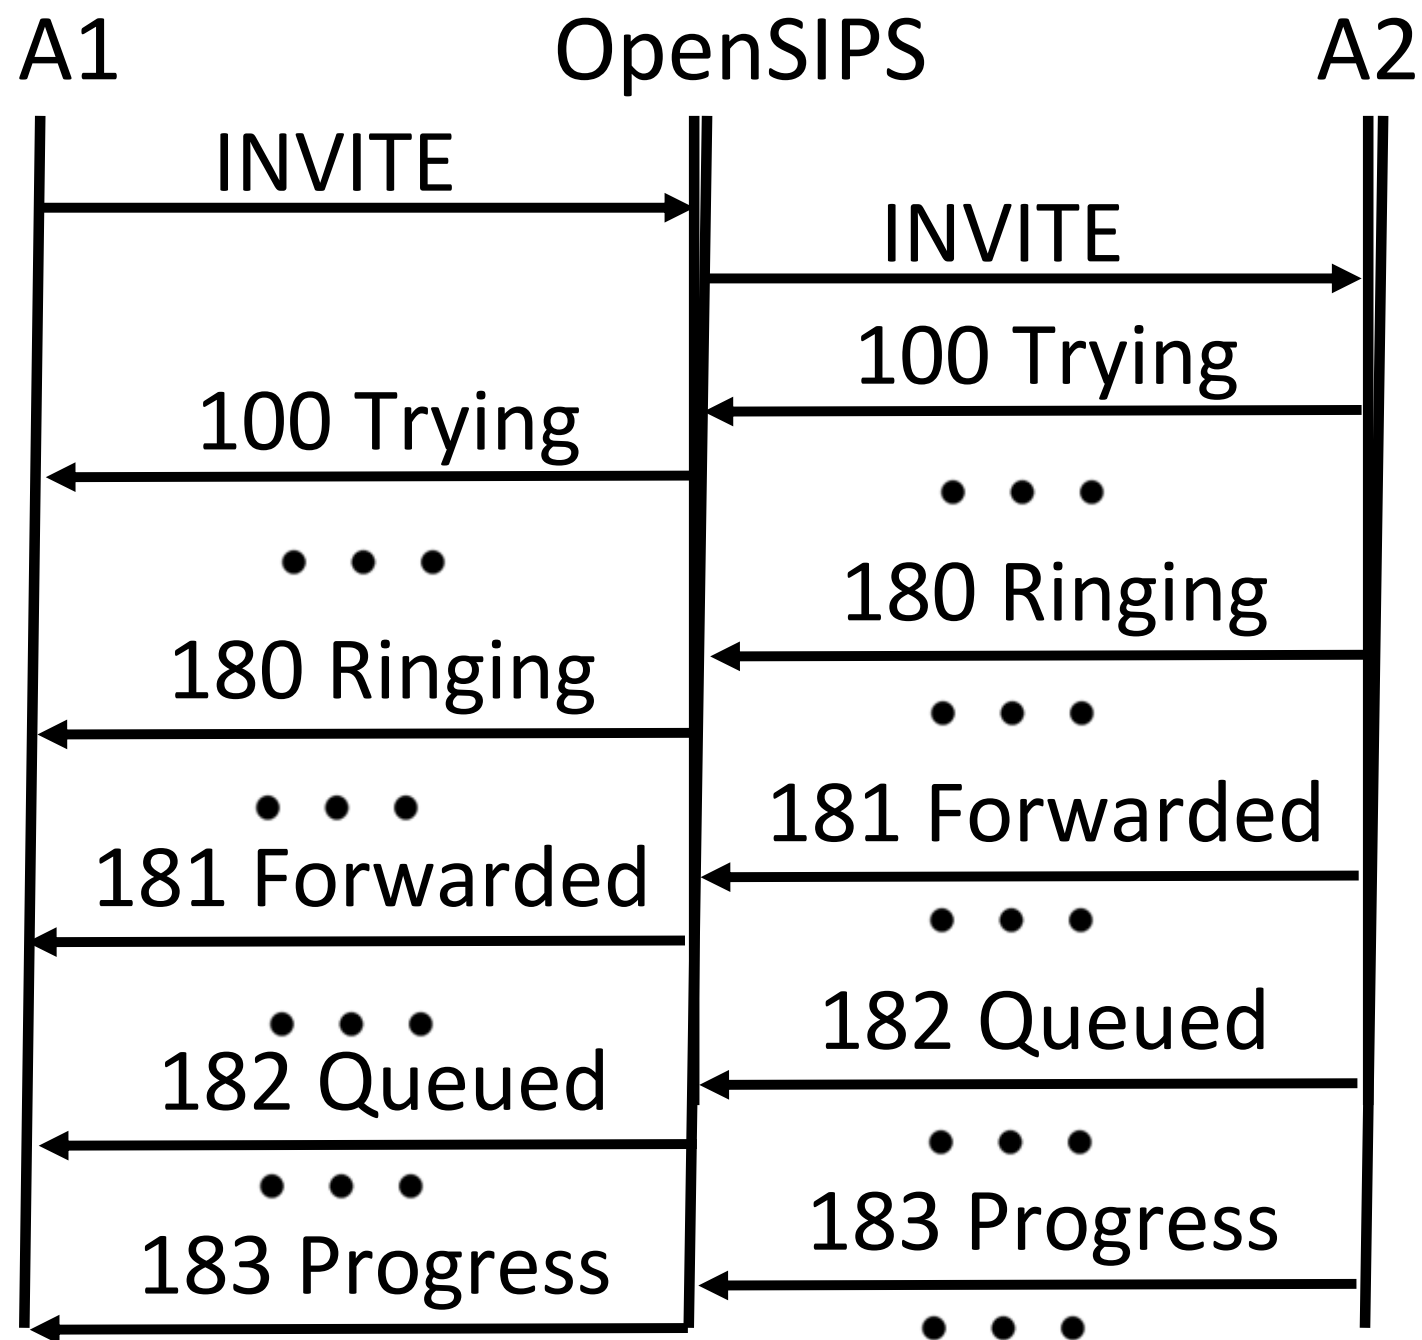 A1 OpenSIPS A2
INVITE
INVITE
100 Trying
100 Trying
• • •
• • •
180 Ringing
180 Ringing
• • •
• • •
181 Forwarded
181 Forwarded
• • •
182 Queued
• • •
182 Queued
• • •
• • •
183 Progress
183 Progress
• • •